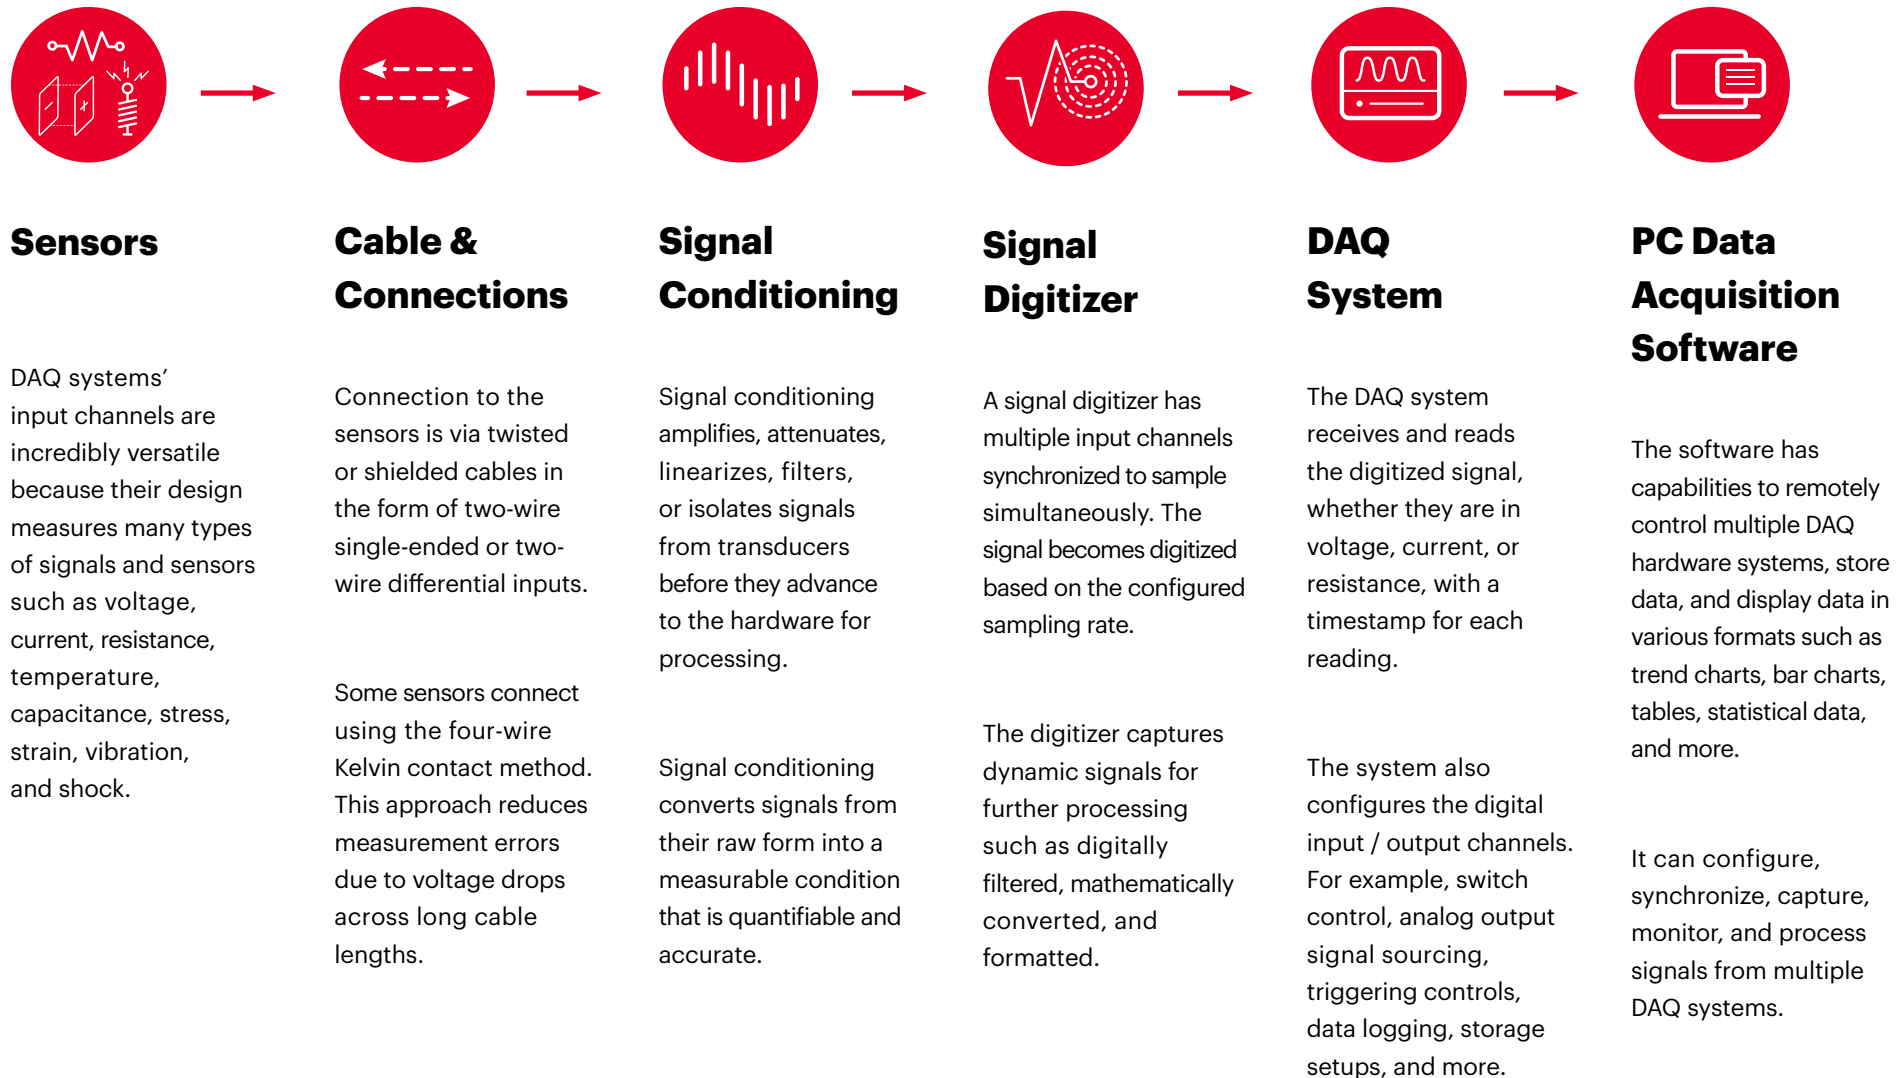 Sensors
DAQ systems’
input channels are
incredibly versatile
because their design
measures many types
of signals and sensors
such as voltage,
current, resistance,
temperature,
capacitance, stress,
strain, vibration,
and shock.
Cable &
Connections
Connection to the
sensors is via twisted
or shielded cables in
the form of two-wire
single-ended or two-
wire differential inputs.
Some sensors connect
using the four-wire
Kelvin contact method.
This approach reduces
measurement errors
due to voltage drops
across long cable
lengths.
Signal
Conditioning
Signal conditioning
amplifies, attenuates,
linearizes, filters,
or isolates signals
from transducers
before they advance
to the hardware for
processing.
Signal conditioning
converts signals from
their raw form into a
measurable condition
that is quantifiable and
accurate.
Signal
Digitizer
A signal digitizer has
multiple input channels
synchronized to sample
simultaneously. The
signal becomes digitized
based on the configured
sampling rate.
The digitizer captures
dynamic signals for
further processing
such as digitally
filtered, mathematically
converted, and
formatted.
DAQ
System
The DAQ system
receives and reads
the digitized signal,
whether they are in
voltage, current, or
resistance, with a
timestamp for each
reading.
The system also
configures the digital
input / output channels.
For example, switch
control, analog output
signal sourcing,
triggering controls,
data logging, storage
setups, and more.
PC Data
Acquisition
Software
The software has
capabilities to remotely
control multiple DAQ
hardware systems, store
data, and display data in
various formats such as
trend charts, bar charts,
tables, statistical data,
and more.
It can configure,
synchronize, capture,
monitor, and process
signals from multiple
DAQ systems.